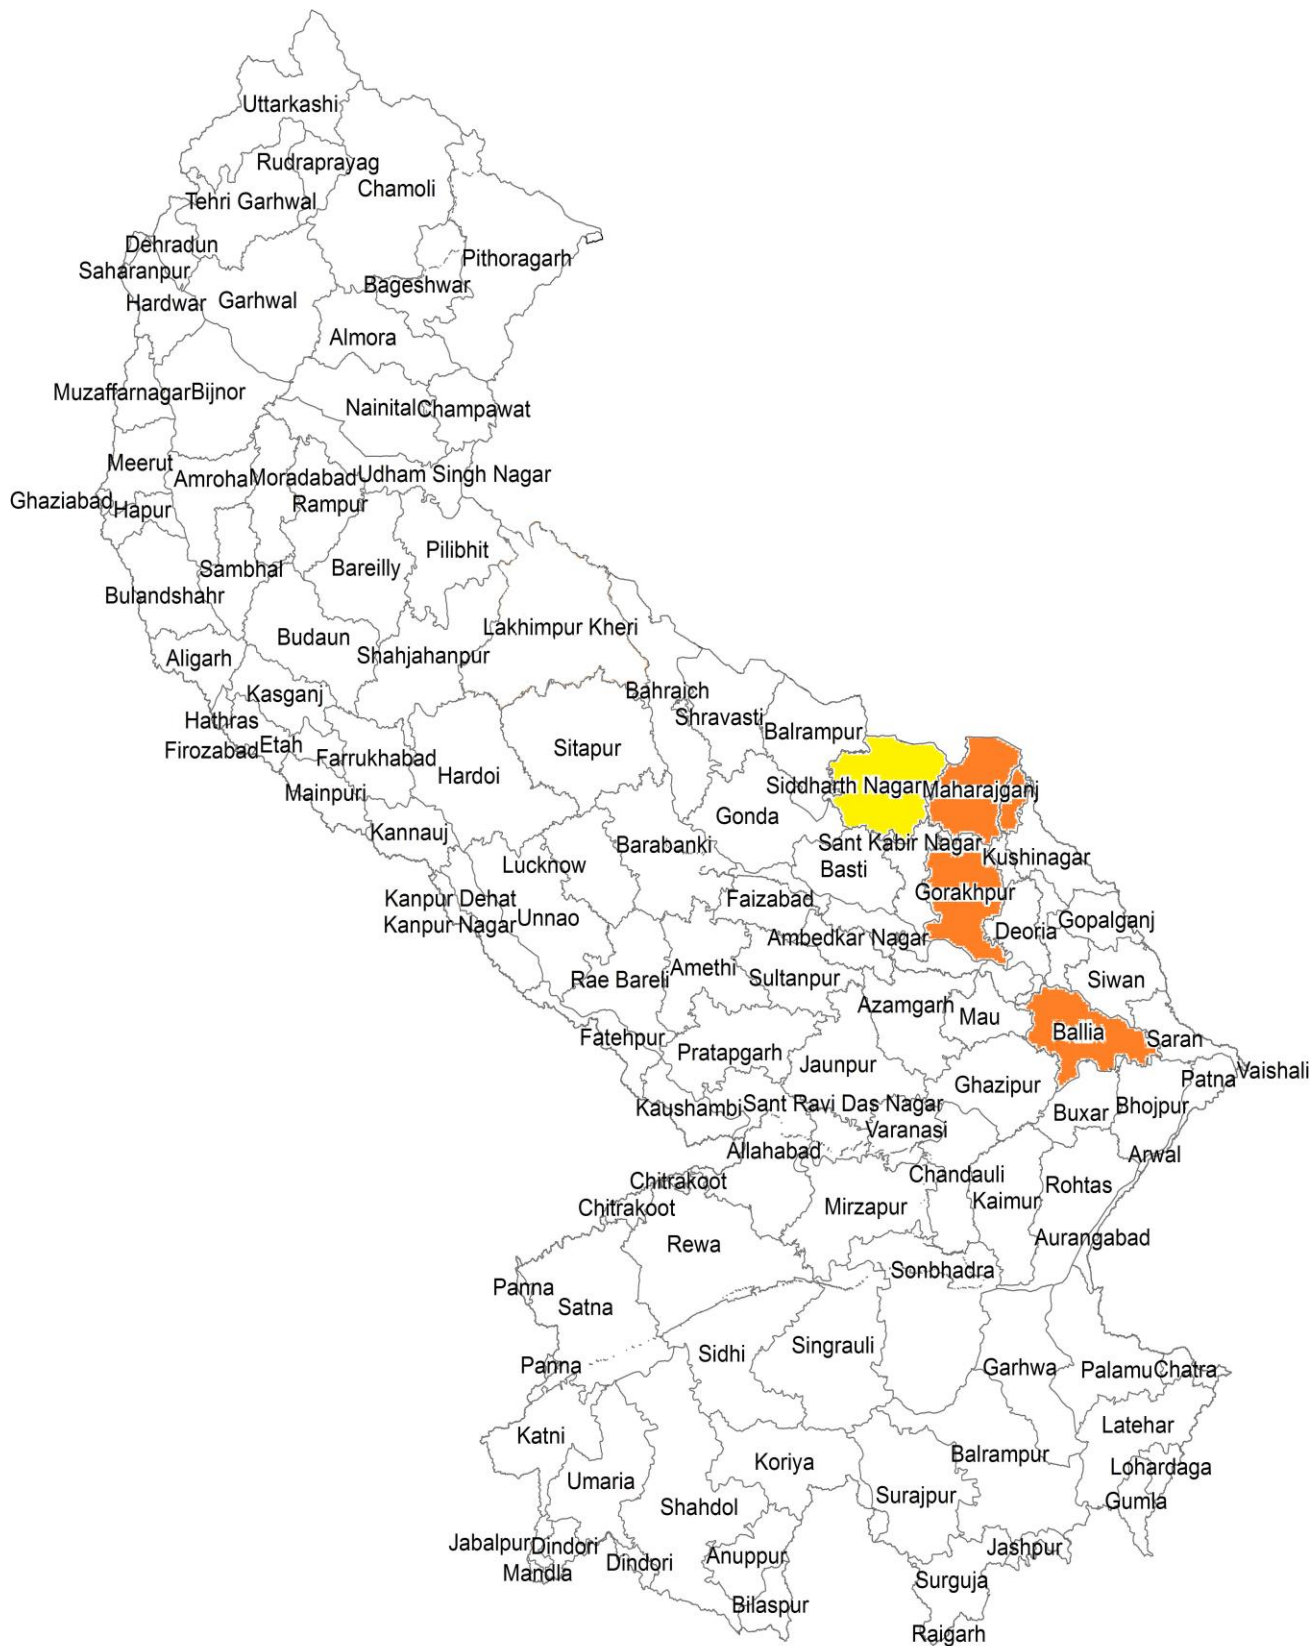 Uttarkashi
Rudraprayag
Chamoli
Tehri Garhwal
Dehradun
Pithoragarh
Saharanpur
Bageshwar
Hardwar
Garhwal
Almora
Muzaffarnagar
Bijnor
Nainital
Champawat
Meerut
Amroha
Moradabad
Udham Singh Nagar
Ghaziabad
Hapur
Rampur
Pilibhit
Sambhal
Bareilly
Bulandshahr
Lakhimpur Kheri
Budaun
Shahjahanpur
Aligarh
Kasganj
Bahraich
Hathras
Shravasti
Balrampur
Firozabad
Etah
Farrukhabad
Sitapur
Hardoi
Mainpuri
Siddharth Nagar
Maharajganj
Gonda
Kannauj
Barabanki
Sant Kabir Nagar
Lucknow
Basti
Kushinagar
Kanpur Dehat
Faizabad
Gorakhpur
Kanpur Nagar
Unnao
Gopalganj
Ambedkar Nagar
Deoria
Rae Bareli
Amethi
Sultanpur
Siwan
Azamgarh
Mau
Fatehpur
Ballia
Saran
Pratapgarh
Jaunpur
Ghazipur
Patna
Vaishali
Kaushambi
Sant Ravi Das Nagar
Buxar
Bhojpur
Varanasi
Allahabad
Arwal
Chitrakoot
Chandauli
Rohtas
Chitrakoot
Mirzapur
Kaimur
Rewa
Aurangabad
Sonbhadra
Panna
Satna
Sidhi
Singrauli
Panna
Garhwa
Palamu
Chatra
Katni
Latehar
Koriya
Balrampur
Umaria
Lohardaga
Shahdol
Surajpur
Gumla
Jabalpur
Dindori
Dindori
Anuppur
Jashpur
Mandla
Surguja
Bilaspur
Raigarh